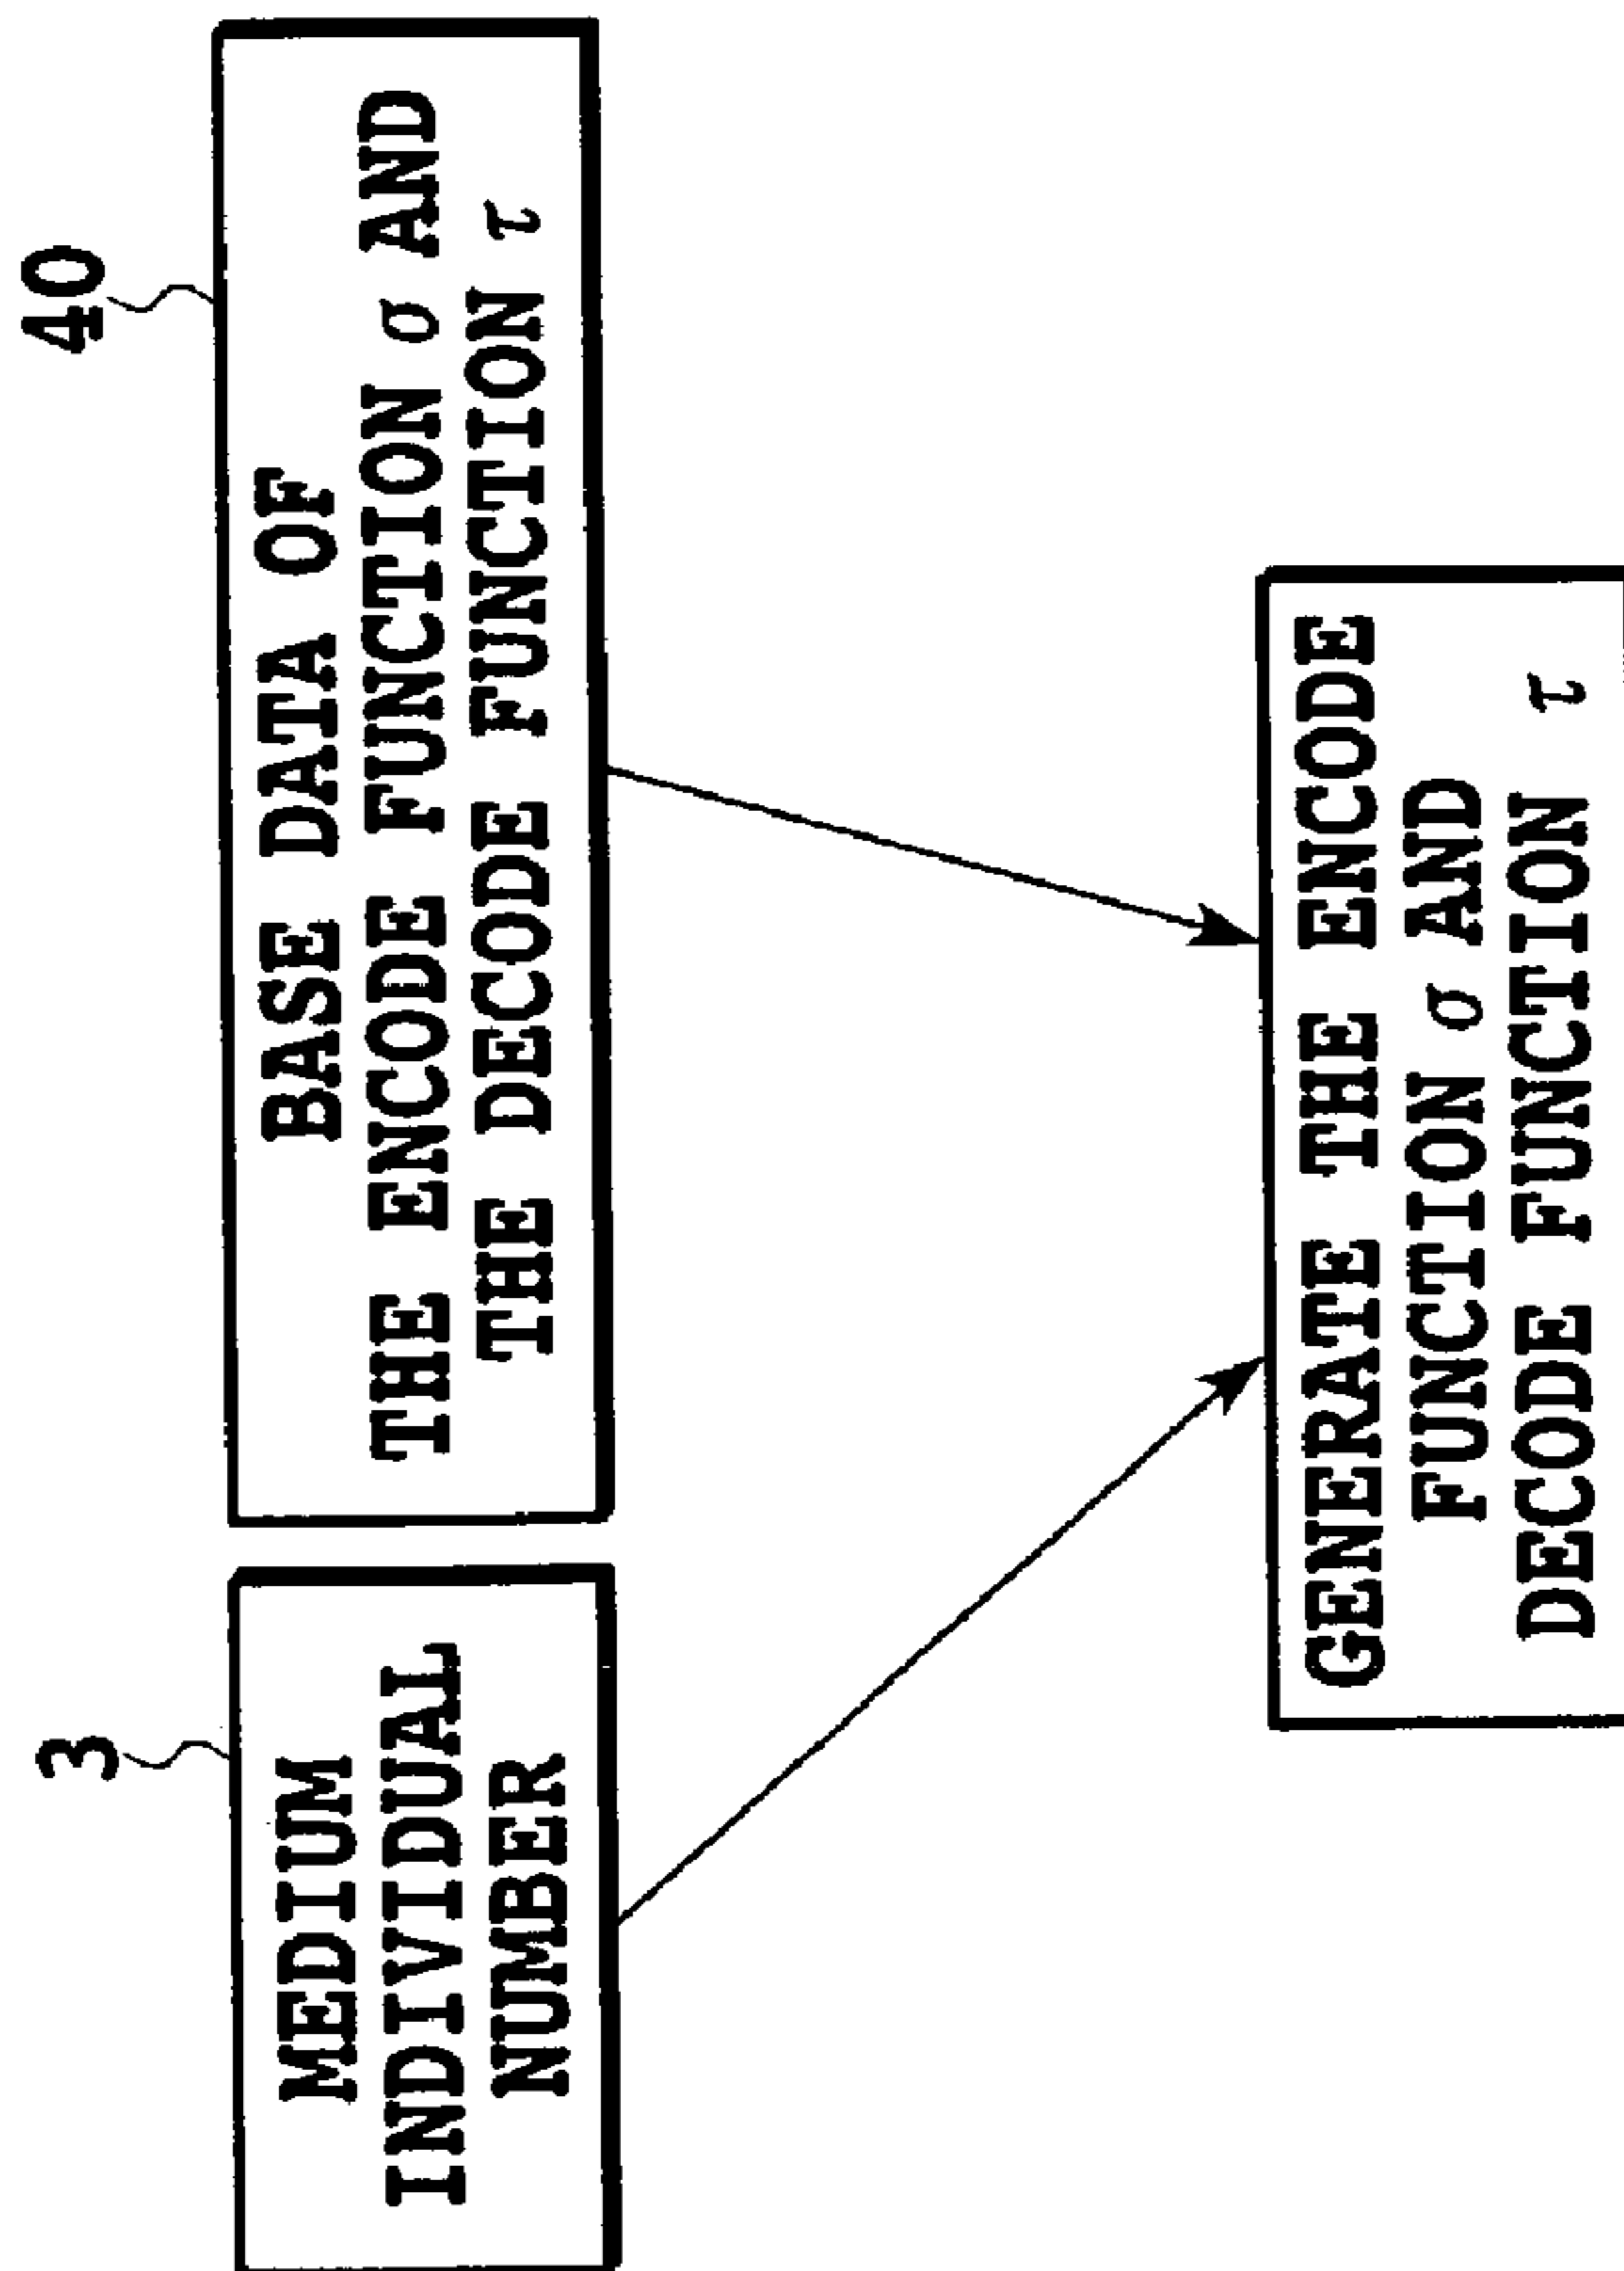 3
MEDIUM
INDIVIDUAL
NUMBER
40
BASE DATA OF
THE ENCODE FUNCTION σ AND
THE DECODE FUNCTION τ
GENERATE THE ENCODE
FUNCTION σ AND
DECODE FUNCTION τ